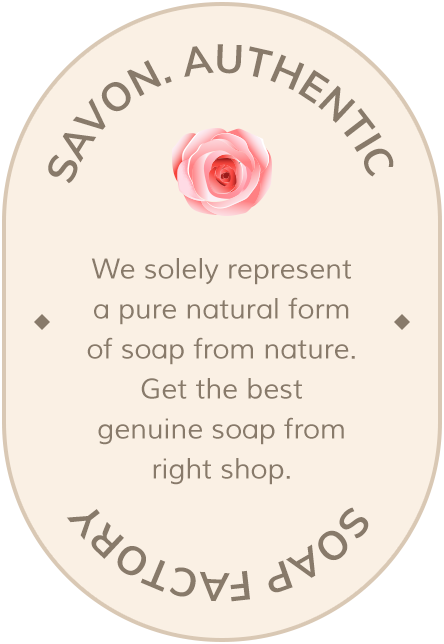 SAVON. AUTHENTIC
We solely represent
a pure natural form
of soap from nature.
Get the best
genuine soap from
right shop.
SOAP FACTORY